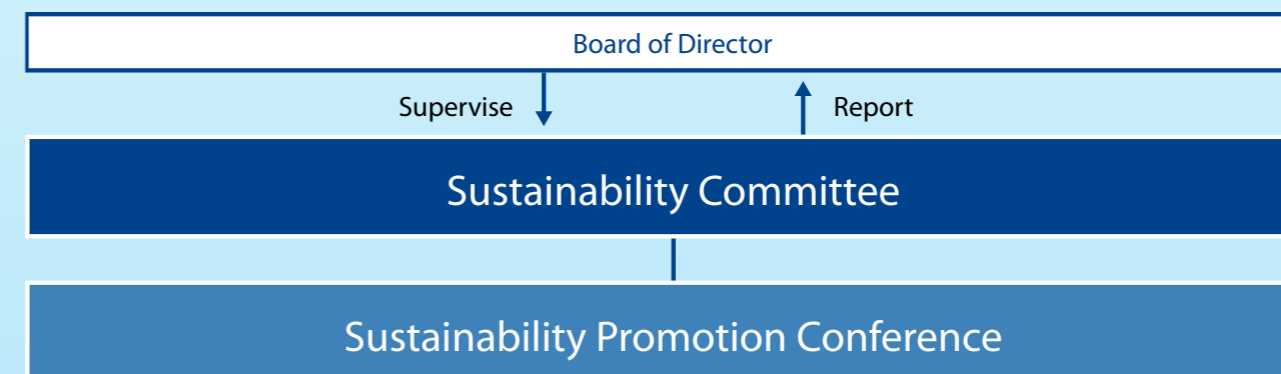 Board of Director
Supervise Report
Sustainability Committee
Sustainability Promotion Conference